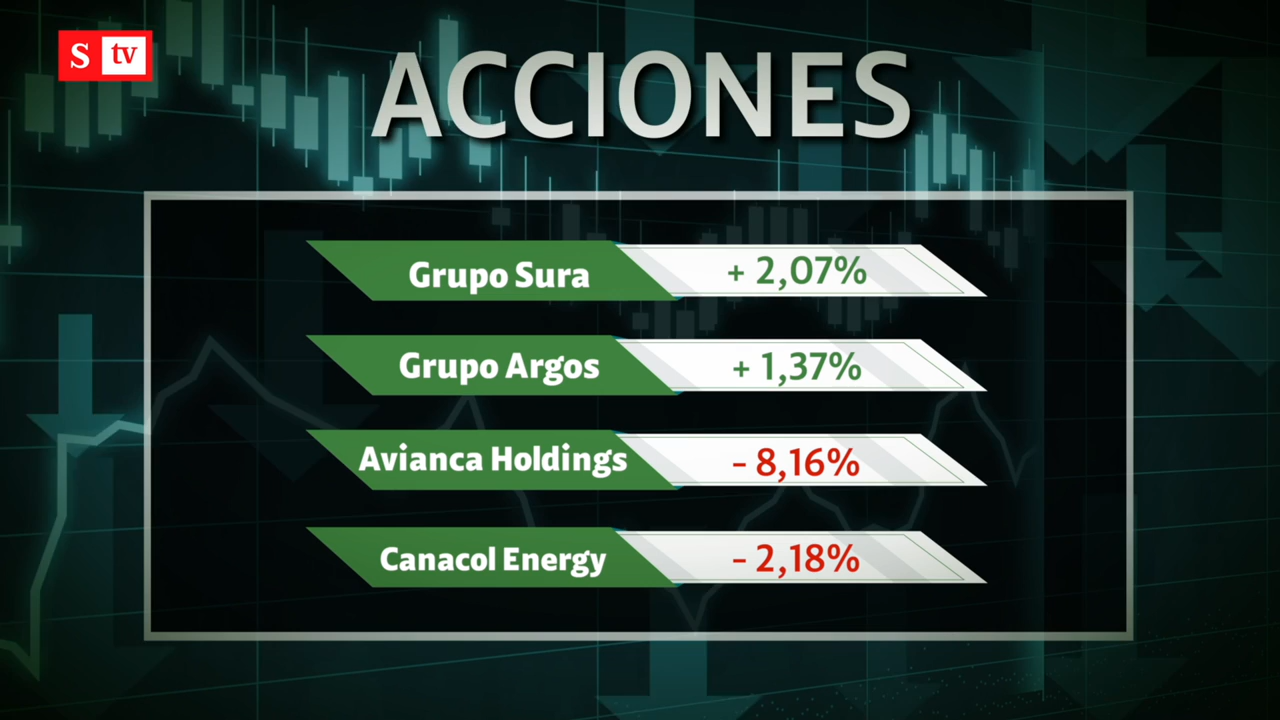 S tv
ACCIONES
Grupo Sura + 2,07%
Grupo Argos + 1,37%
Avianca Holdings - 8,16%
Canacol Energy - 2,18%